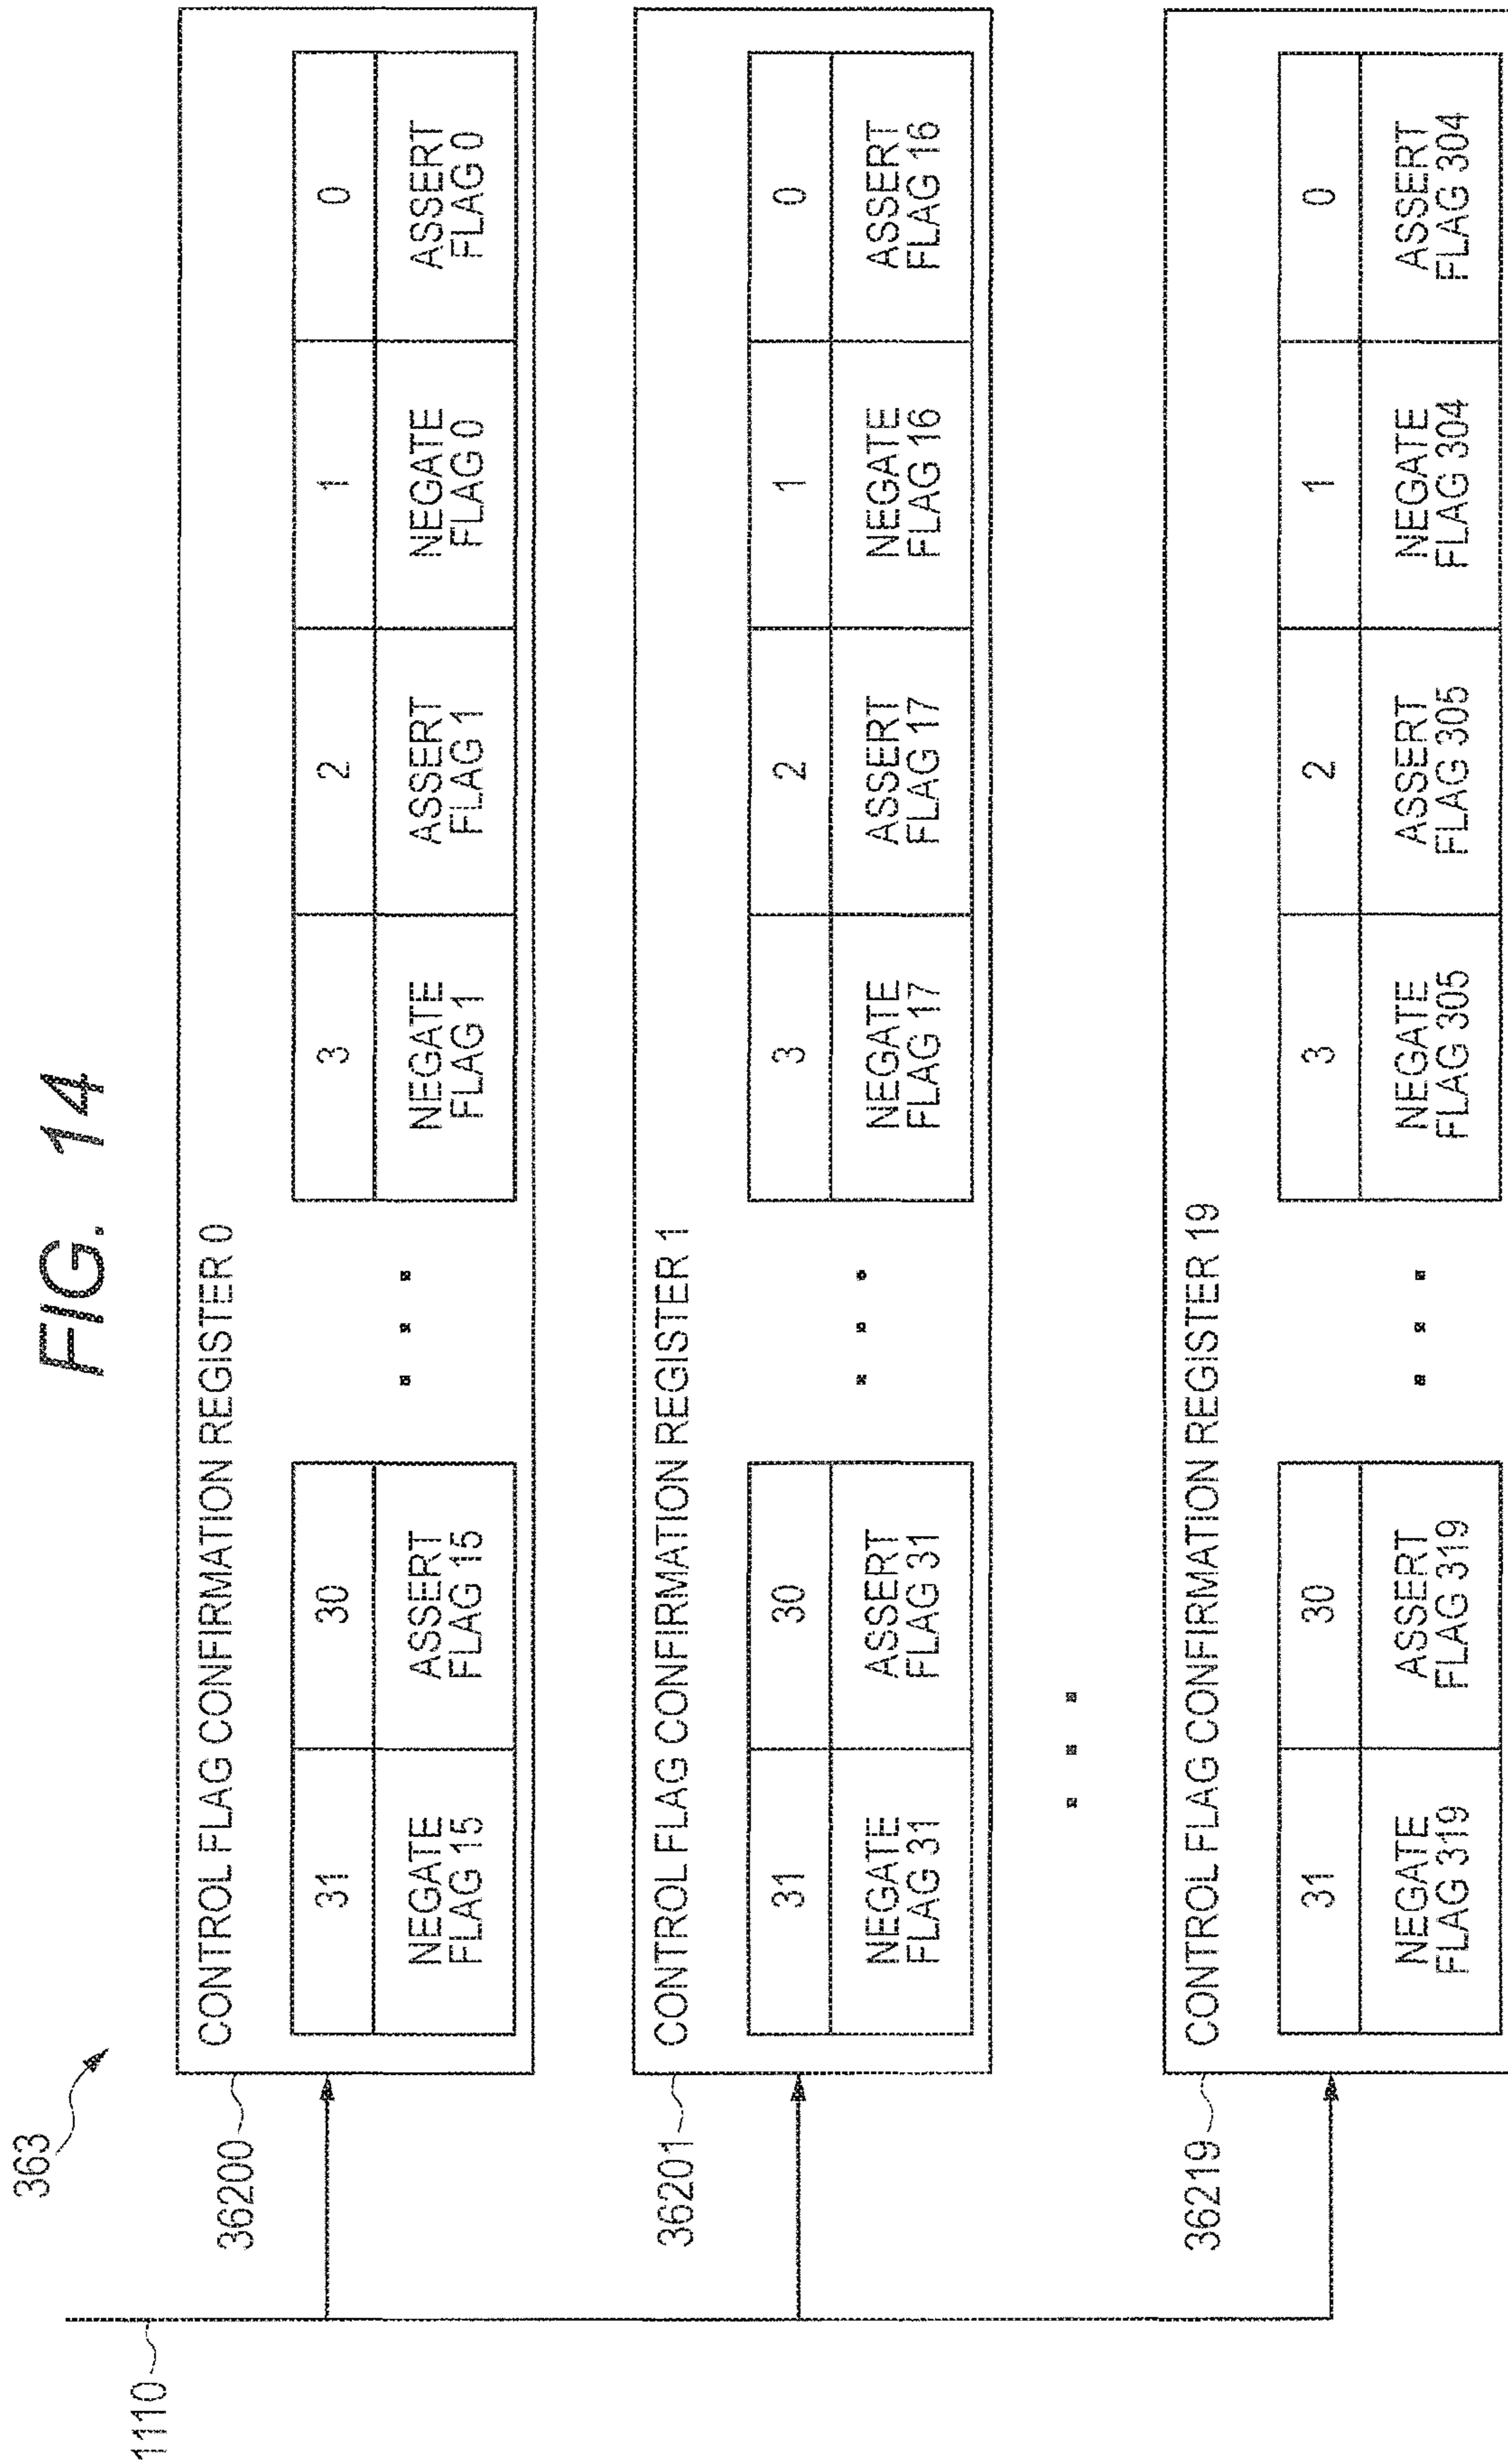 FIG. 14
363
1110
36200
CONTROL FLAG CONFIRMATION REGISTER 0
31 30 3 2 1 0
NEGATE FLAG 15
ASSERT FLAG 15
. . .
NEGATE FLAG 1
ASSERT FLAG 1
NEGATE FLAG 0
ASSERT FLAG 0
36201
CONTROL FLAG CONFIRMATION REGISTER 1
31 30 3 2 1 0
NEGATE FLAG 31
ASSERT FLAG 31
. . .
NEGATE FLAG 17
ASSERT FLAG 17
NEGATE FLAG 16
ASSERT FLAG 16
. . .
36219
CONTROL FLAG CONFIRMATION REGISTER 19
31 30 3 2 1 0
NEGATE FLAG 319
ASSERT FLAG 319
. . .
NEGATE FLAG 305
ASSERT FLAG 305
NEGATE FLAG 304
ASSERT FLAG 304